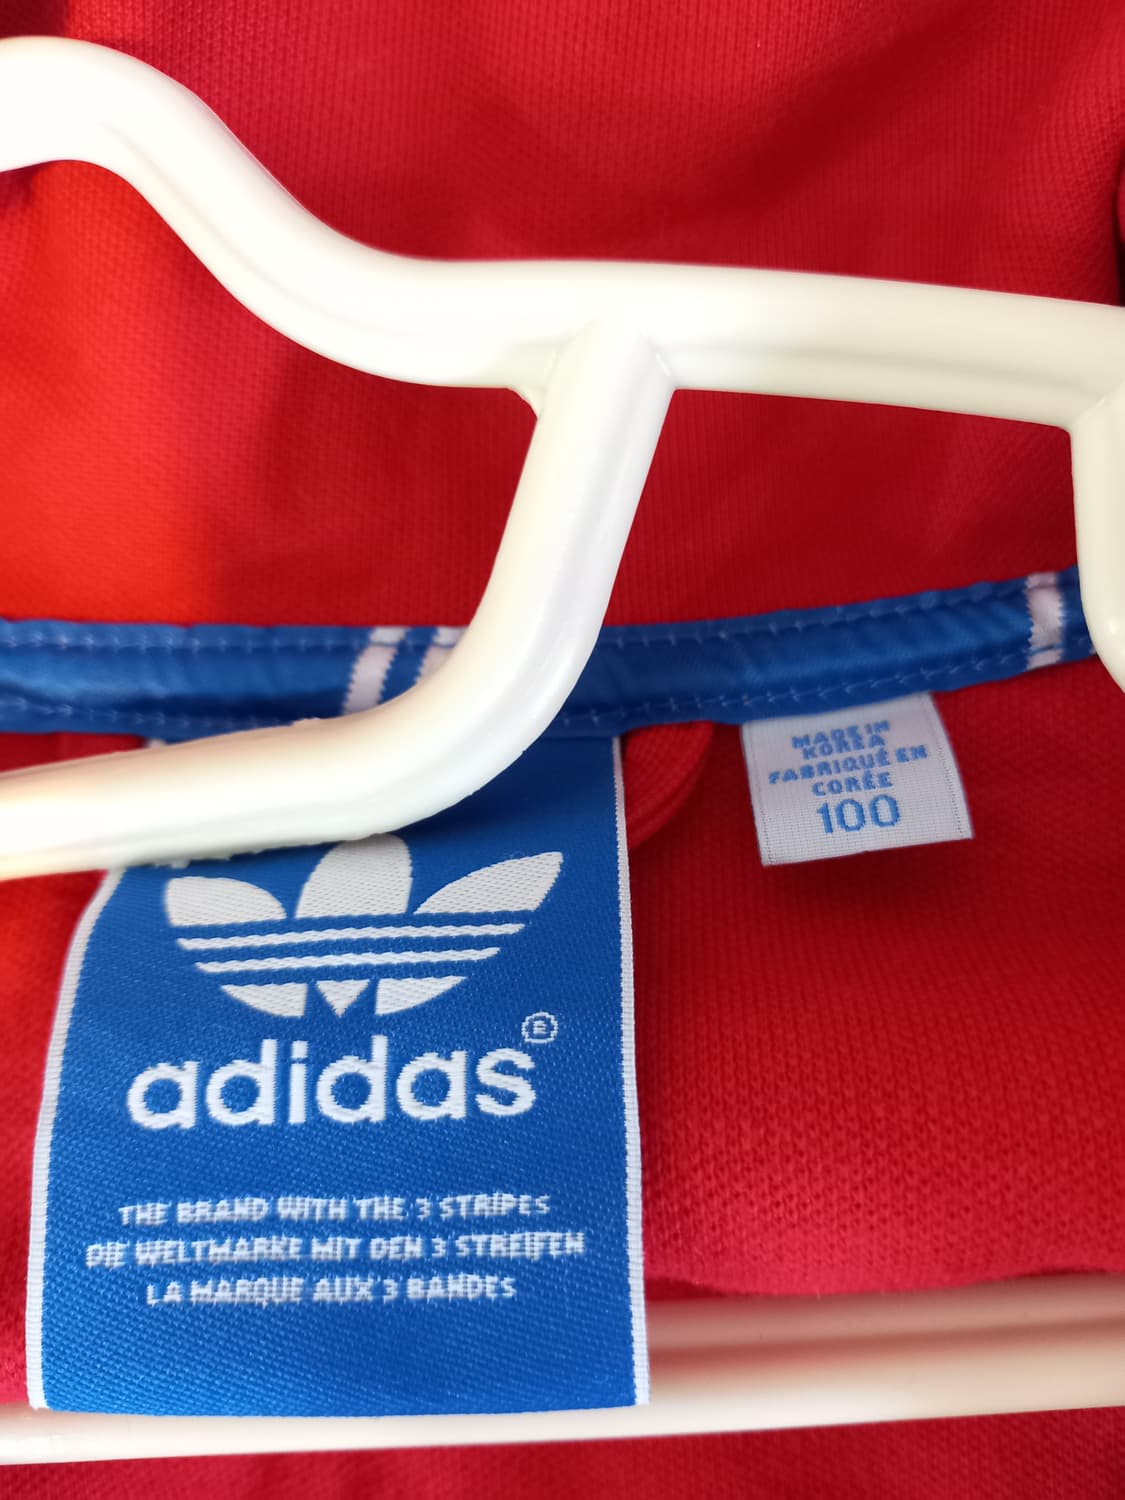 MADE IN
KOREA
FABRIQUÉ EN
CORÉE
100
adidas®
THE BRAND WITH THE 3 STRIPES
DIE WELTMARKE MIT DEN 3 STREIFEN
LA MARQUE AUX 3 BANDES